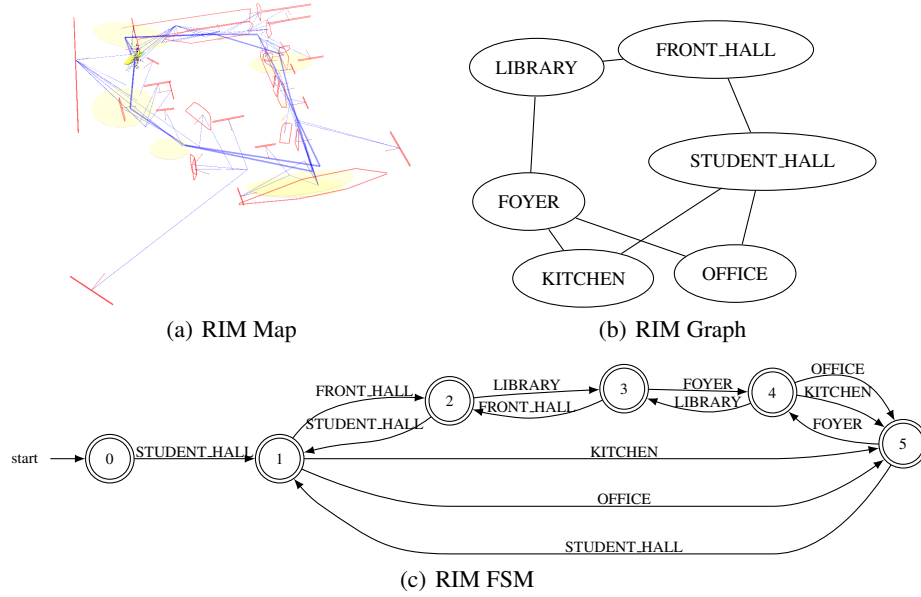 LIBRARY
FRONT_HALL
STUDENT_HALL
FOYER
KITCHEN
OFFICE
(a) RIM Map
(b) RIM Graph
start
0
STUDENT_HALL
1
FRONT_HALL
STUDENT_HALL
2
LIBRARY
FRONT_HALL
3
FOYER
LIBRARY
4
OFFICE
KITCHEN
FOYER
5
KITCHEN
OFFICE
STUDENT_HALL
(c) RIM FSM